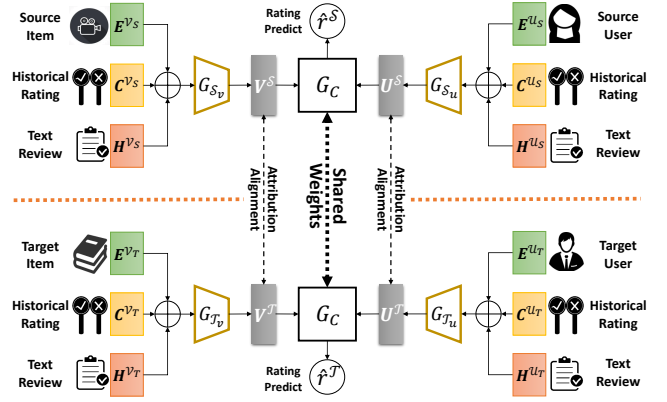 Source
Item
E^{𝒱_S}
Historical
Rating
C^{𝒱_S}
Text
Review
H^{𝒱_S}
G_{𝒮_v}
V^𝒮
Rating
Predict
r̂^𝒮
G_C
U^𝒮
G_{𝒮_u}
E^{𝒰_S}
Source
User
C^{𝒰_S}
Historical
Rating
H^{𝒰_S}
Text
Review
Attribution
Alignment
Shared
Weights
Attribution
Alignment
Target
Item
E^{𝒱_T}
Historical
Rating
C^{𝒱_T}
Text
Review
H^{𝒱_T}
G_{𝒯_v}
V^𝒯
G_C
Rating
Predict
r̂^𝒯
U^𝒯
G_{𝒯_u}
E^{𝒰_T}
Target
User
C^{𝒰_T}
Historical
Rating
H^{𝒰_T}
Text
Review